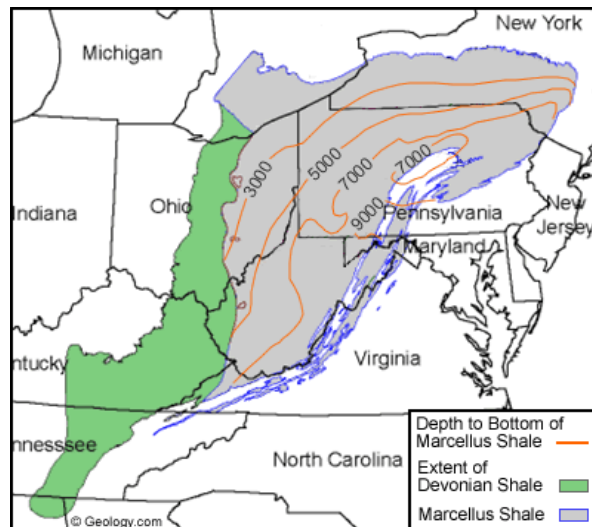 New York
Michigan
3000
5000
7000
7000
9000
Ohio
Indiana
Pennsylvania
New
Jersey
Maryland
Virginia
ntucky
nnesssee
North Carolina
© Geology.com
Depth to Bottom of
Marcellus Shale
Extent of
Devonian Shale
Marcellus Shale